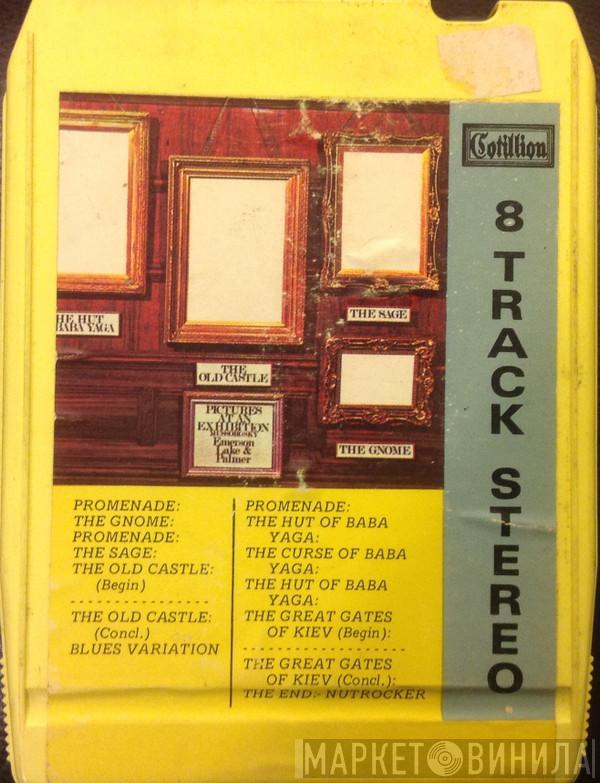 Cotillion
8 TRACK STEREO
HE HUT
BABA YAGA
THE
OLD CASTLE
THE SAGE
THE GNOME
PICTURES
AT AN
EXHIBITION
MUSSORGSKY
Emerson
Lake &
Palmer
PROMENADE:
THE GNOME:
PROMENADE:
THE SAGE:
THE OLD CASTLE:
(Begin)
THE OLD CASTLE:
(Concl.)
BLUES VARIATION
PROMENADE:
THE HUT OF BABA
YAGA:
THE CURSE OF BABA
YAGA:
THE HUT OF BABA
YAGA:
THE GREAT GATES
OF KIEV (Begin):
THE GREAT GATES
OF KIEV (Concl.):
THE END:- NUTROCKER
МАРКЕТ ВИНИЛА